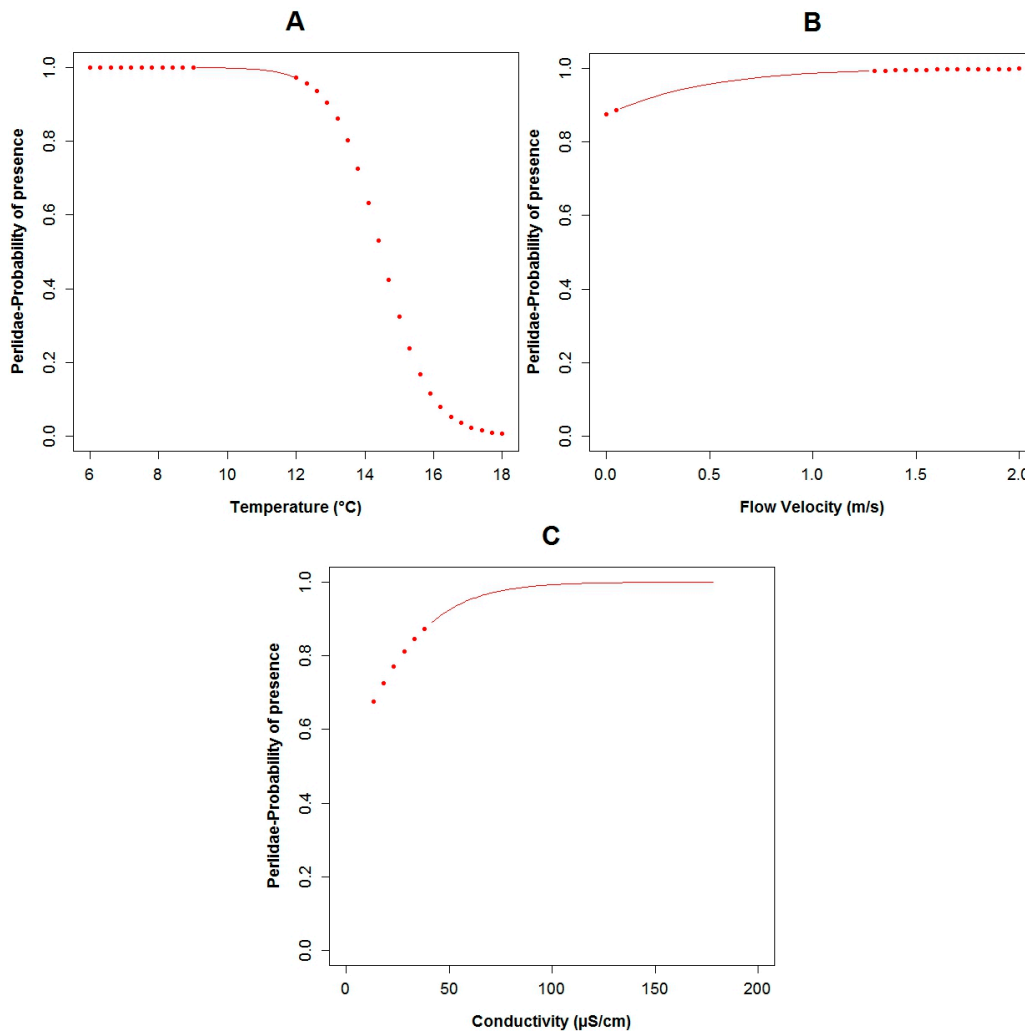 A
Perlidae-Probability of presence
0.0 0.2 0.4 0.6 0.8 1.0
6 8 10 12 14 16 18
Temperature (°C)
B
Perlidae-Probability of presence
0.0 0.2 0.4 0.6 0.8 1.0
0.0 0.5 1.0 1.5 2.0
Flow Velocity (m/s)
C
Perlidae-Probability of presence
0.0 0.2 0.4 0.6 0.8 1.0
0 50 100 150 200
Conductivity (µS/cm)